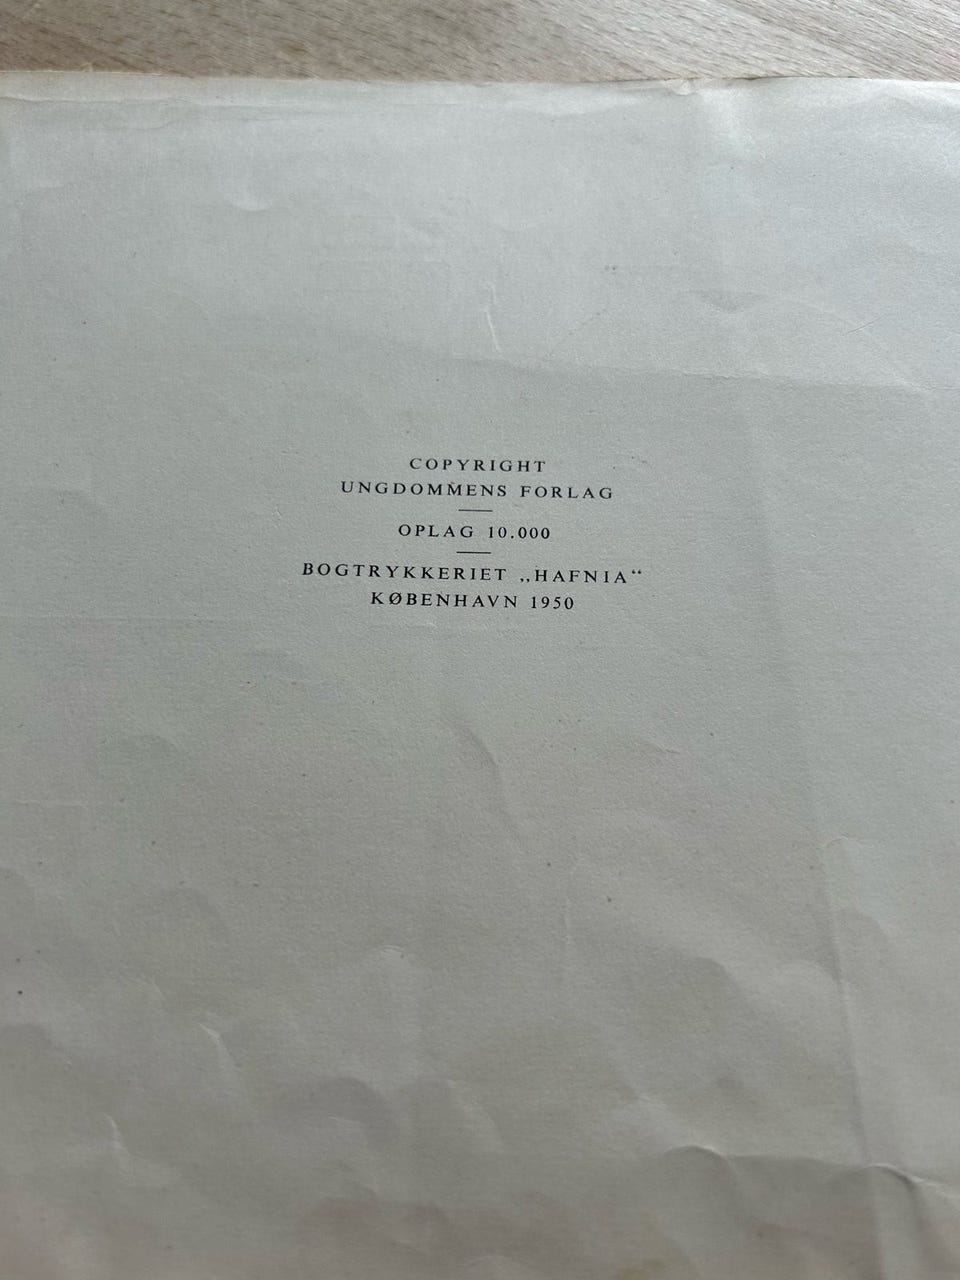 COPYRIGHT
UNGDOMMENS FORLAG
OPLAG 10.000
BOGTRYKKERIET „HAFNIA“
KØBENHAVN 1950